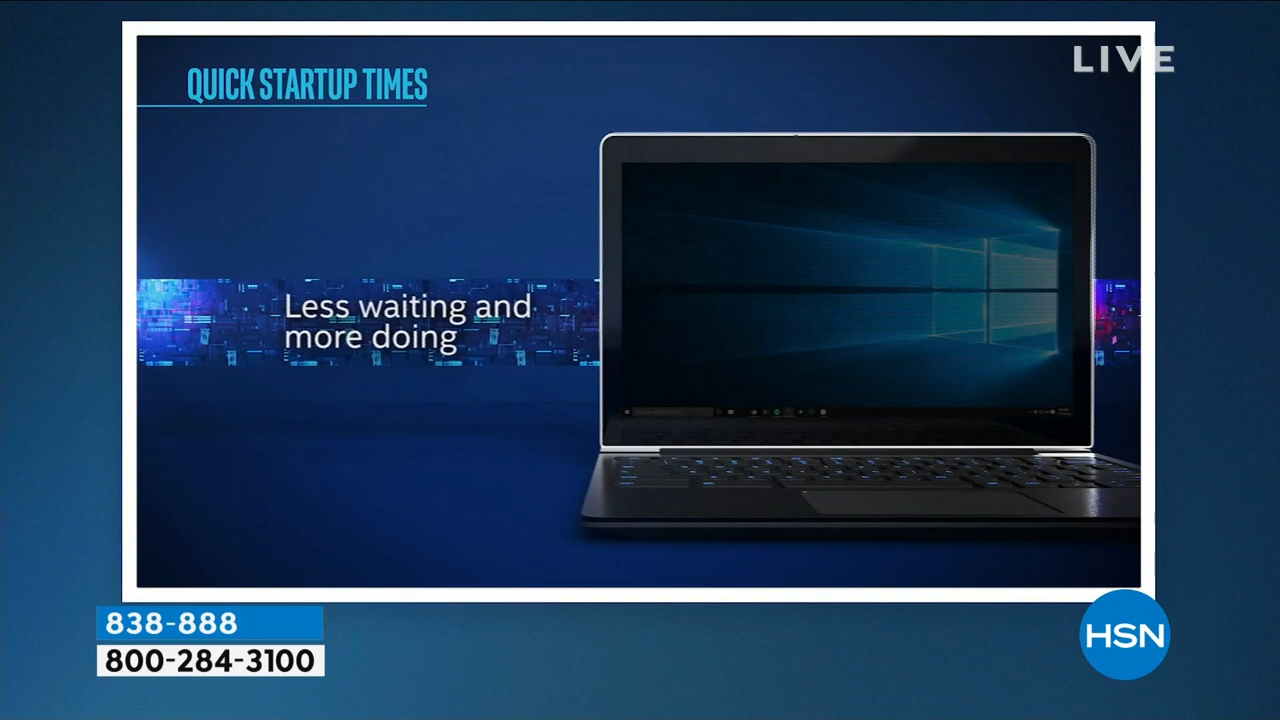 LIVE
QUICK STARTUP TIMES
Less waiting and
more doing
838-888
800-284-3100
HSN